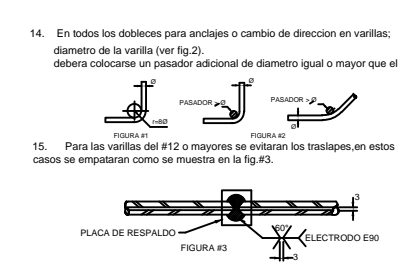 14. En todos los dobleces para anclajes o cambio de direccion en varillas;
diametro de la varilla (ver fig.2).
debera colocarse un pasador adicional de diametro igual o mayor que el
Ø
r=8Ø
FIGURA #1
PASADOR >Ø
Ø
PASADOR >Ø
Ø
FIGURA #2
15. Para las varillas del #12 o mayores se evitaran los traslapes,en estos
casos se empataran como se muestra en la fig.#3.
3
PLACA DE RESPALDO
60°
ELECTRODO E90
FIGURA #3
3